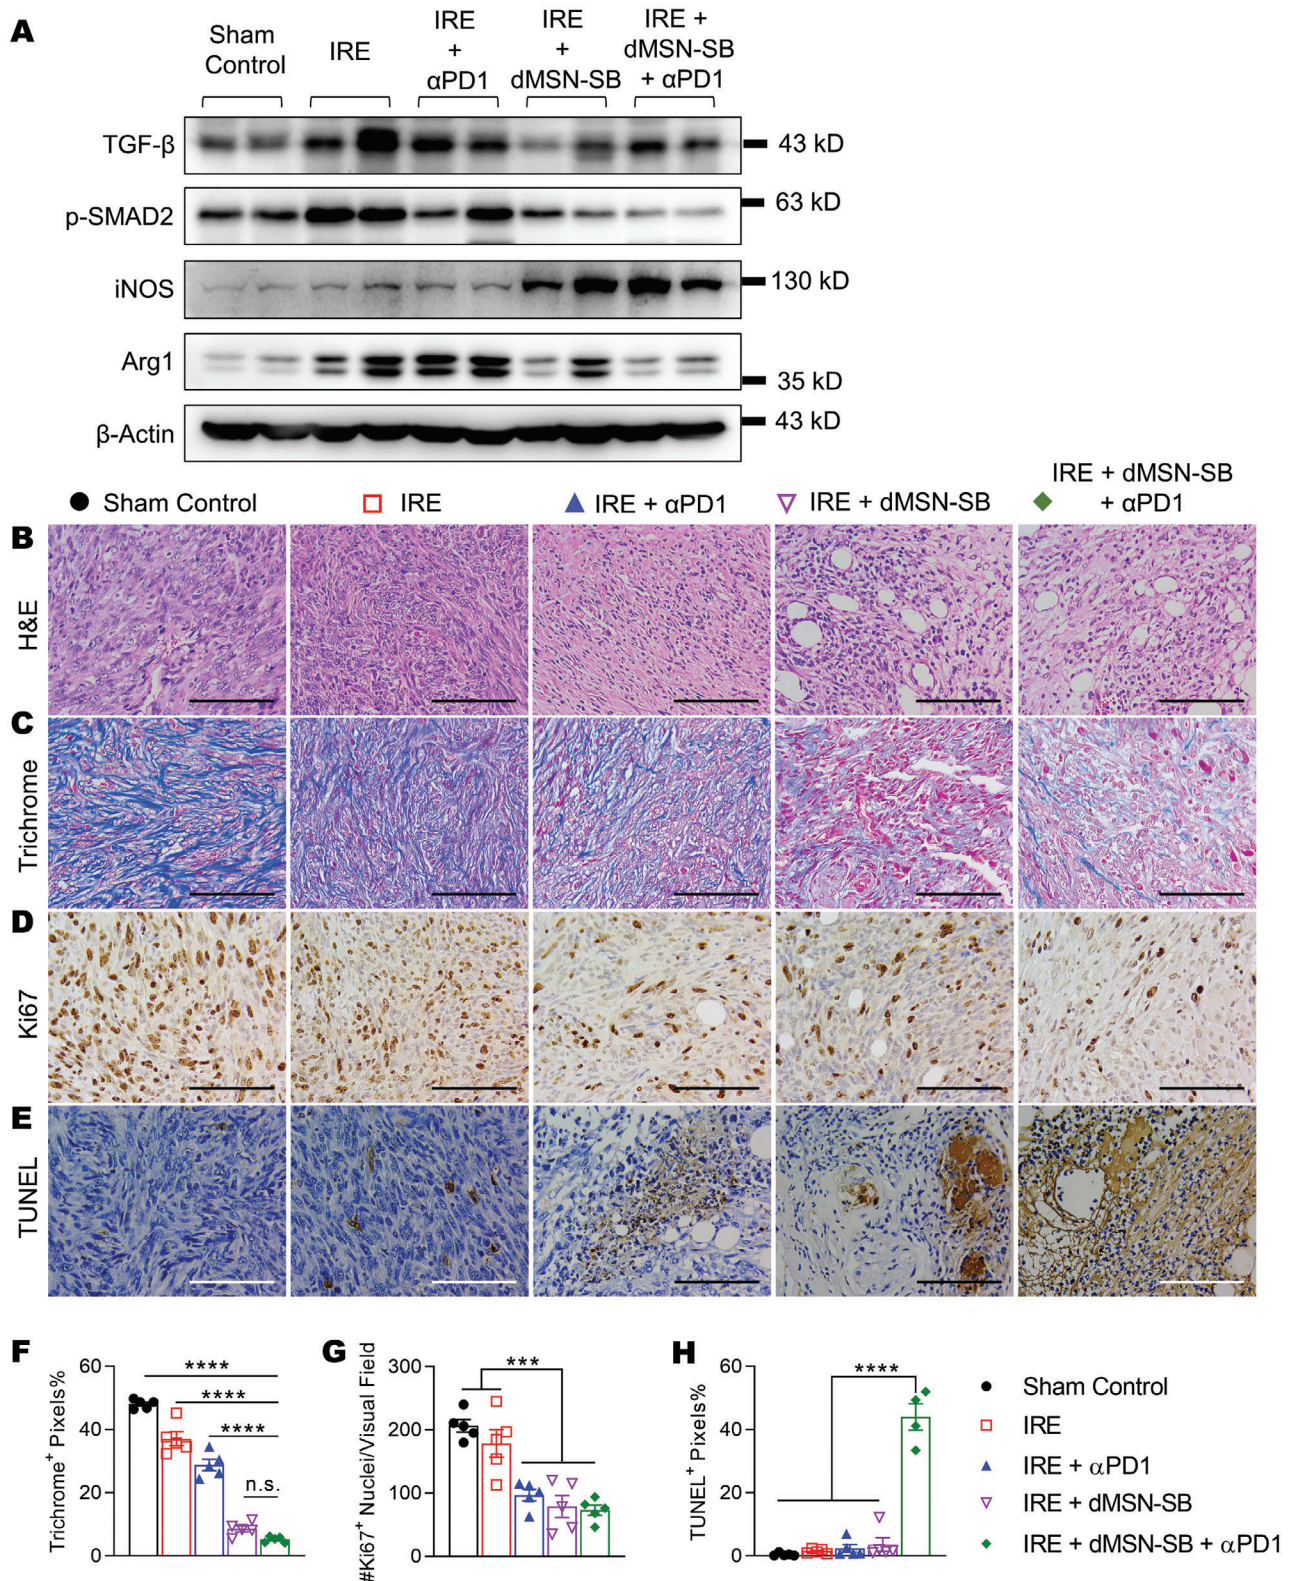 A
Sham
Control
IRE
IRE
+
αPD1
IRE
+
dMSN-SB
IRE +
dMSN-SB
+ αPD1
TGF-β
43 kD
p-SMAD2
63 kD
iNOS
130 kD
Arg1
35 kD
β-Actin
43 kD
Sham Control
IRE
IRE + αPD1
IRE + dMSN-SB
IRE + dMSN-SB
+ αPD1
B
H&E
C
Trichrome
D
Ki67
E
TUNEL
F
Trichrome+ Pixels%
60
40
20
0
****
****
****
n.s.
G
#Ki67+ Nuclei/Visual Field
300
200
100
0
***
H
TUNEL+ Pixels%
60
40
20
0
****
Sham Control
IRE
IRE + αPD1
IRE + dMSN-SB
IRE + dMSN-SB + αPD1